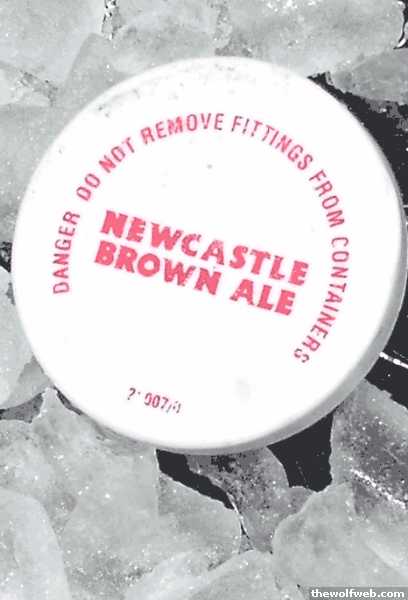 DANGER DO NOT REMOVE FITTINGS FROM CONTAINERS
NEWCASTLE
BROWN ALE
thewolfweb.com